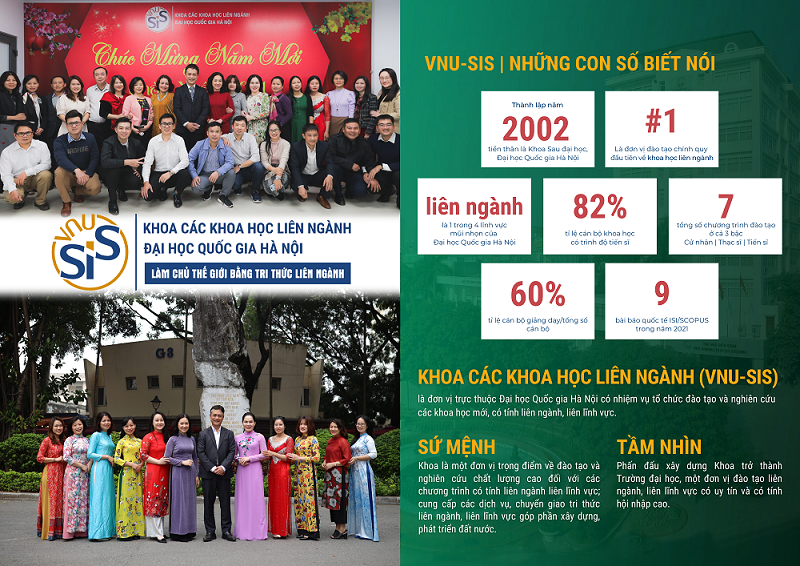 VNU
SIS
KHOA CÁC KHOA HỌC LIÊN NGÀNH
ĐẠI HỌC QUỐC GIA HÀ NỘI
Chúc Mừng Năm Mới
VNU
SIS
KHOA CÁC KHOA HỌC LIÊN NGÀNH
ĐẠI HỌC QUỐC GIA HÀ NỘI
LÀM CHỦ THẾ GIỚI BẰNG TRI THỨC LIÊN NGÀNH
G8
VNU-SIS | NHỮNG CON SỐ BIẾT NÓI
Thành lập năm
2002
tiền thân là Khoa Sau đại học,
Đại học Quốc gia Hà Nội
#1
Là đơn vị đào tạo chính quy
đầu tiên về khoa học liên ngành
liên ngành
là 1 trong 4 lĩnh vực
mũi nhọn của
Đại học Quốc gia Hà Nội
82%
tỉ lệ cán bộ khoa học
có trình độ tiến sĩ
7
tổng số chương trình đào tạo
ở cả 3 bậc
Cử nhân | Thạc sĩ | Tiến sĩ
60%
tỉ lệ cán bộ giảng dạy/tổng số
cán bộ
9
bài báo quốc tế ISI/SCOPUS
trong năm 2021
KHOA CÁC KHOA HỌC LIÊN NGÀNH (VNU-SIS)
là đơn vị trực thuộc Đại học Quốc gia Hà Nội có nhiệm vụ tổ chức đào tạo và nghiên cứu
các khoa học mới, có tính liên ngành, liên lĩnh vực.
SỨ MỆNH
Khoa là một đơn vị trọng điểm về đào tạo và
nghiên cứu chất lượng cao đối với các
chương trình có tính liên ngành liên lĩnh vực;
cung cấp các dịch vụ, chuyển giao tri thức
liên ngành, liên lĩnh vực góp phần xây dựng,
phát triển đất nước.
TẦM NHÌN
Phấn đấu xây dựng Khoa trở thành
Trường đại học, một đơn vị đào tạo liên
ngành, liên lĩnh vực có uy tín và có tính
hội nhập cao.